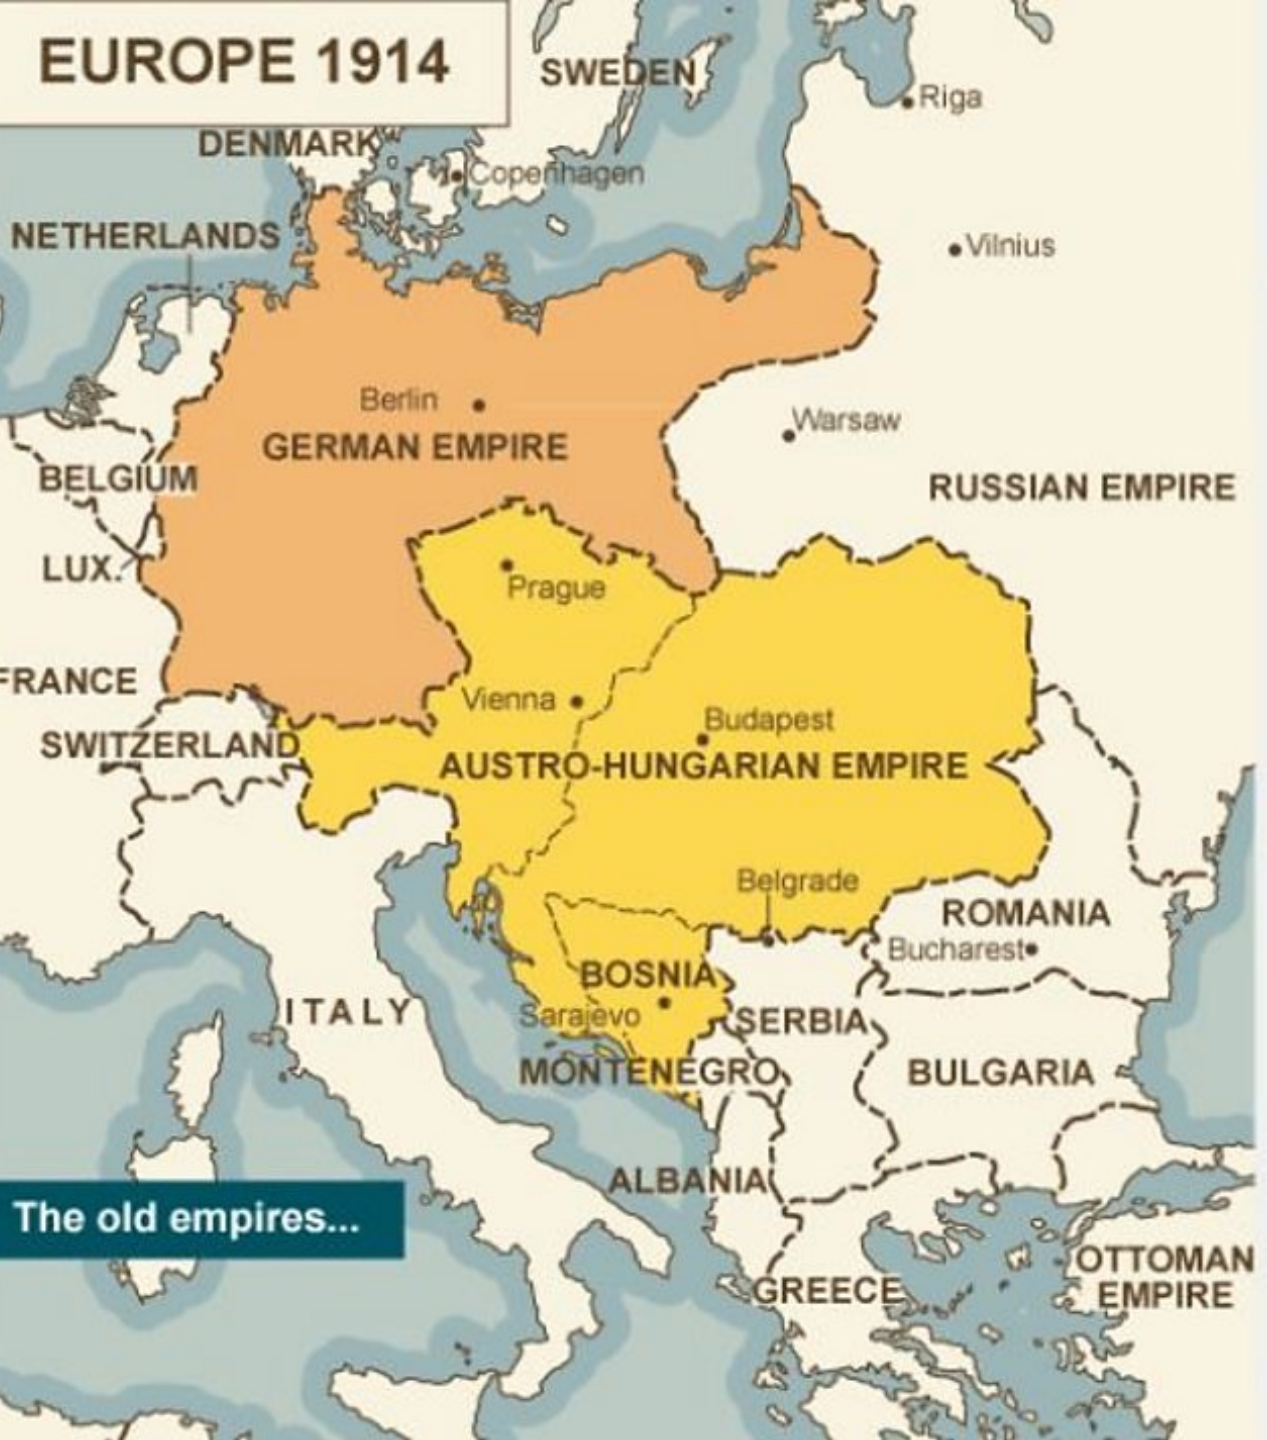 EUROPE 1914
SWEDEN
Riga
DENMARK
Copenhagen
NETHERLANDS
Vilnius
Berlin
Warsaw
GERMAN EMPIRE
BELGIUM
RUSSIAN EMPIRE
LUX.
Prague
FRANCE
Vienna
Budapest
SWITZERLAND
AUSTRO-HUNGARIAN EMPIRE
Belgrade
ROMANIA
Bucharest
BOSNIA
ITALY
Sarajevo
SERBIA
MONTENEGRO
BULGARIA
ALBANIA
The old empires...
OTTOMAN
EMPIRE
GREECE